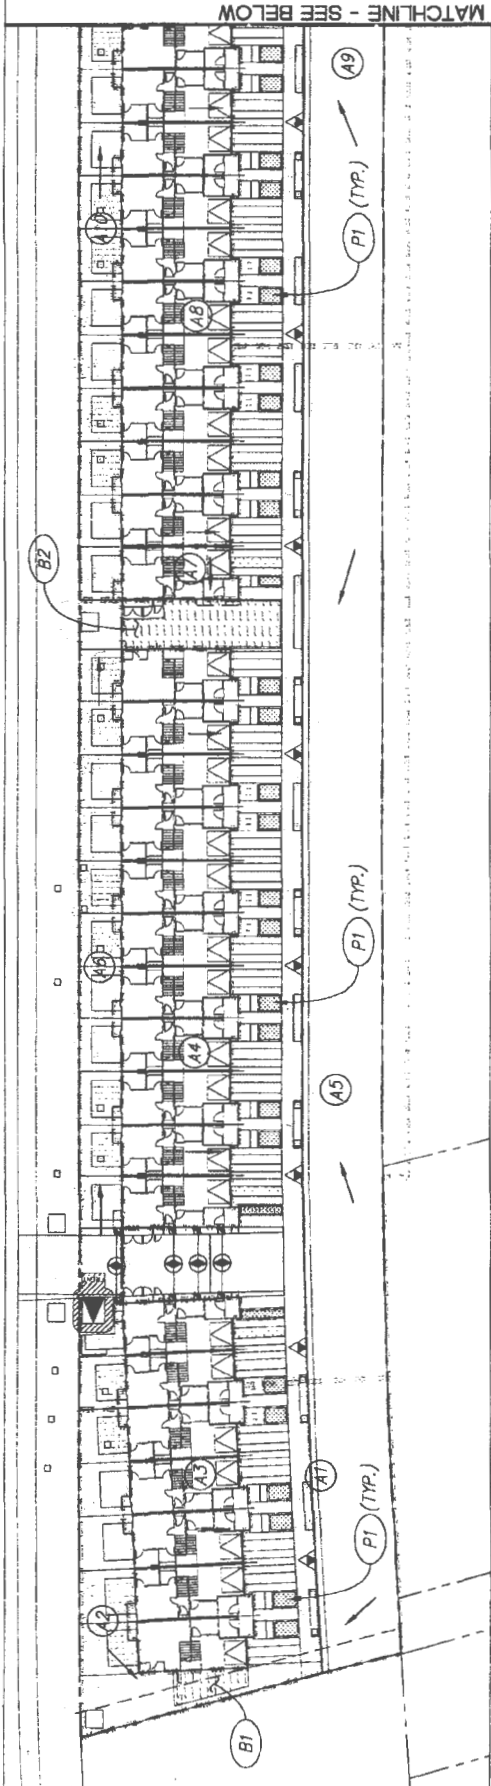 MATCHLINE - SEE BELOW
A9
P1 (TYP.)
A10
A8
B2
A7
P1 (TYP.)
A6
A4
A5
A3
A1
P1 (TYP.)
A2
B1